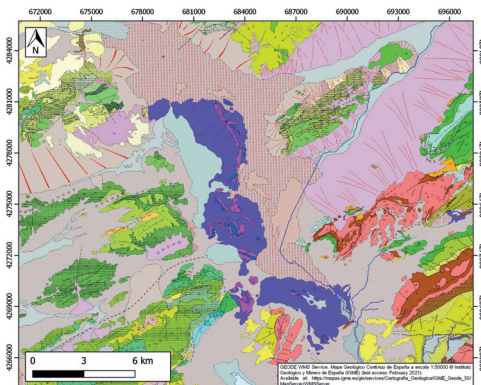 672000 675000 678000 681000 684000 687000 690000 693000 696000
N
4284000
4281000
4278000
4275000
4272000
4269000
4266000
0 3 6 km
GEODE WMS Service. Mapa Geológico Continuo de España a escala 1:50000 © Instituto
Geológico y Minero de España (IGME) (last access: February 2021).
Available at: https://mapas.igme.es/gis/services/Cartografia_Geologica/IGME_Geode_50/
MapServer/WMSServer